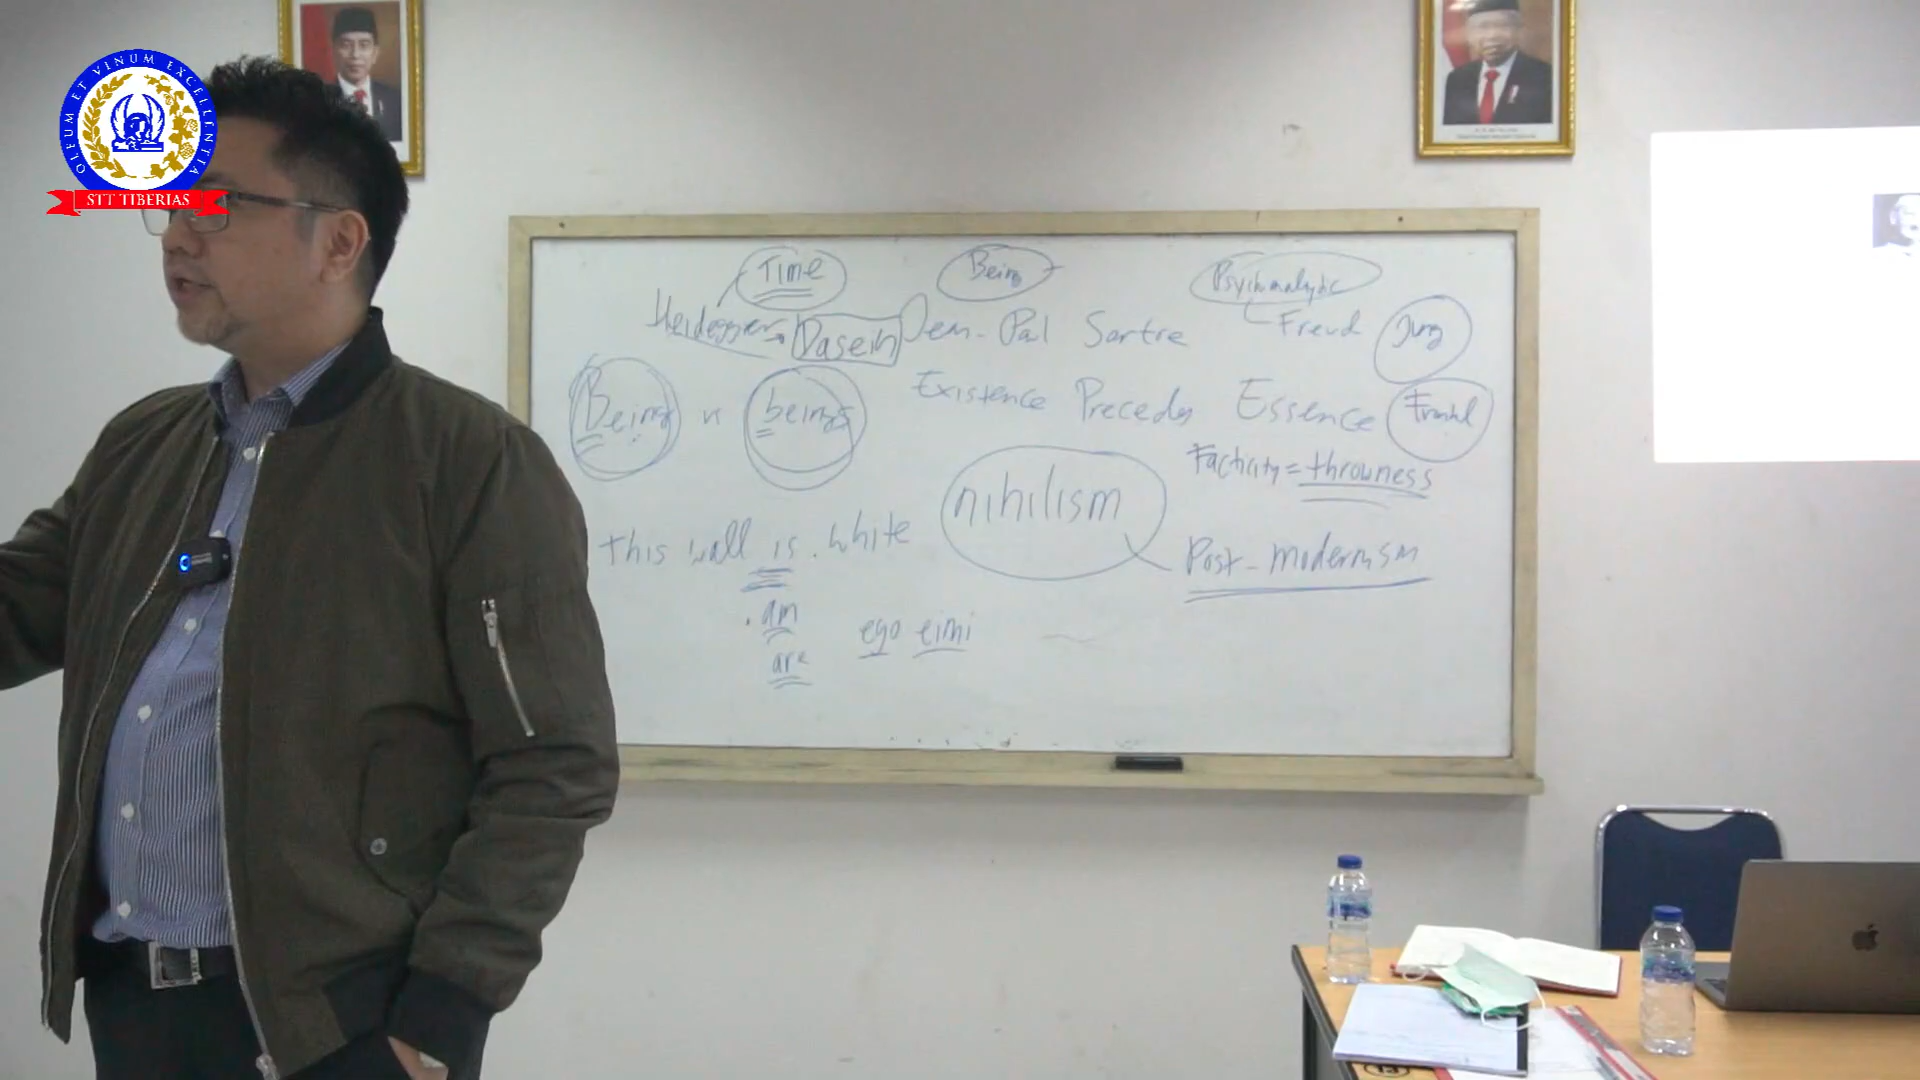 OLEUM ET VINUM EXCELLENTIA
STT TIBERIAS
Time Being Psychoanalytic
Heidegger → Dasein Jean-Pal Sartre Freud Jung
Being vs beings Existence Precedes Essence Frankl
Facticity = throwness
nihilism
This wall is white
Post-modernism
am ego eimi
are